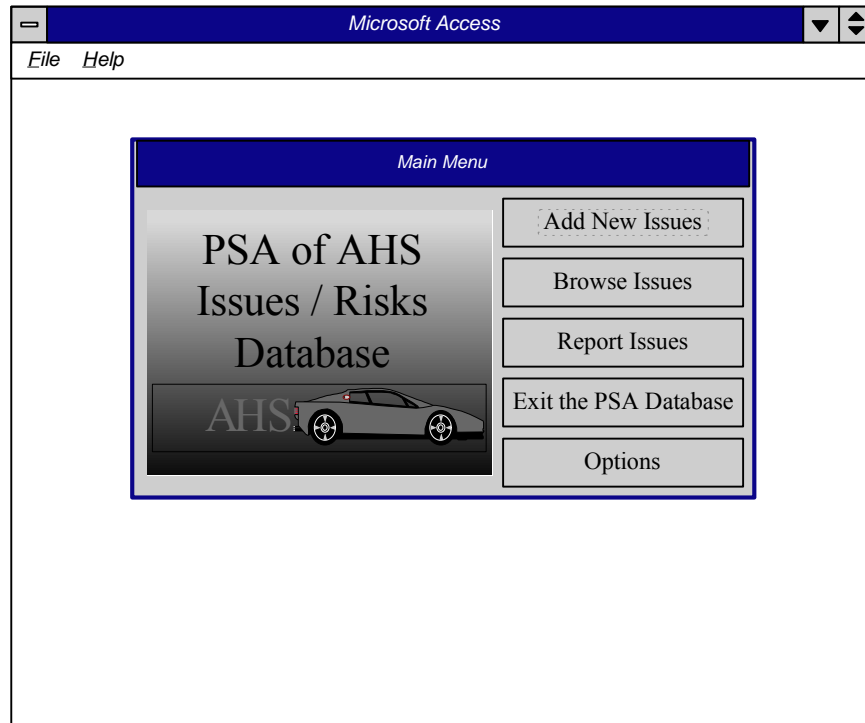 Microsoft Access
File Help
Main Menu
PSA of AHS
Issues / Risks
Database
AHS
Add New Issues
Browse Issues
Report Issues
Exit the PSA Database
Options